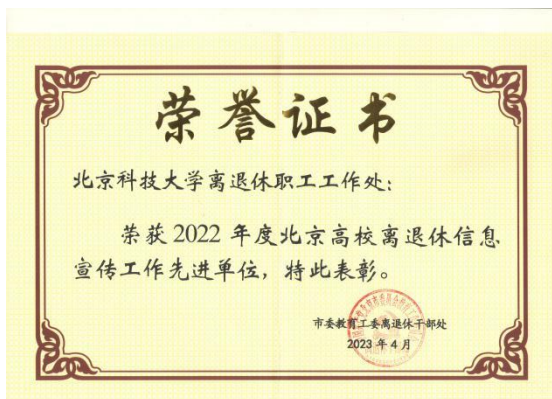 荣誉证书
北京科技大学离退休职工工作处：
荣获2022年度北京高校离退休信息
宣传工作先进单位，特此表彰。
市委教育工委离退休干部处
2023年4月